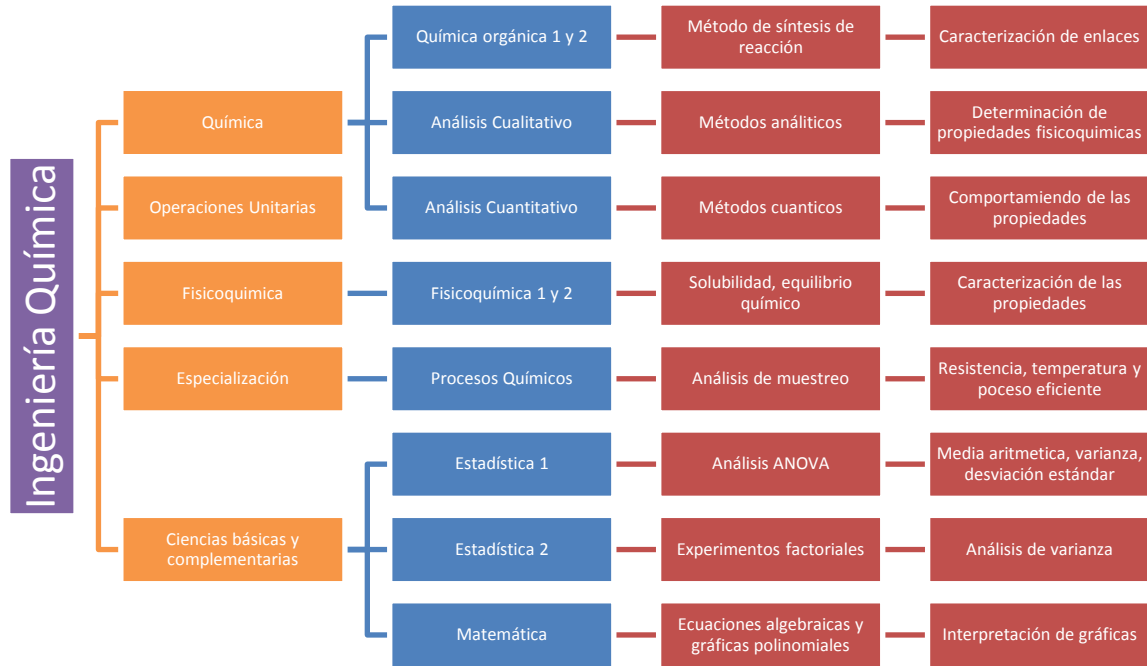 Ingeniería Química
Química orgánica 1 y 2
Método de síntesis de
reacción
Caracterización de enlaces
Química
Análisis Cualitativo
Métodos análiticos
Determinación de
propiedades fisicoquimicas
Operaciones Unitarias
Análisis Cuantitativo
Métodos cuanticos
Comportamiendo de las
propiedades
Fisicoquimica
Fisicoquímica 1 y 2
Solubilidad, equilibrio
químico
Caracterización de las
propiedades
Especialización
Procesos Químicos
Análisis de muestreo
Resistencia, temperatura y
poceso eficiente
Estadística 1
Análisis ANOVA
Media aritmetica, varianza,
desviación estándar
Ciencias básicas y
complementarias
Estadística 2
Experimentos factoriales
Análisis de varianza
Matemática
Ecuaciones algebraicas y
gráficas polinomiales
Interpretación de gráficas